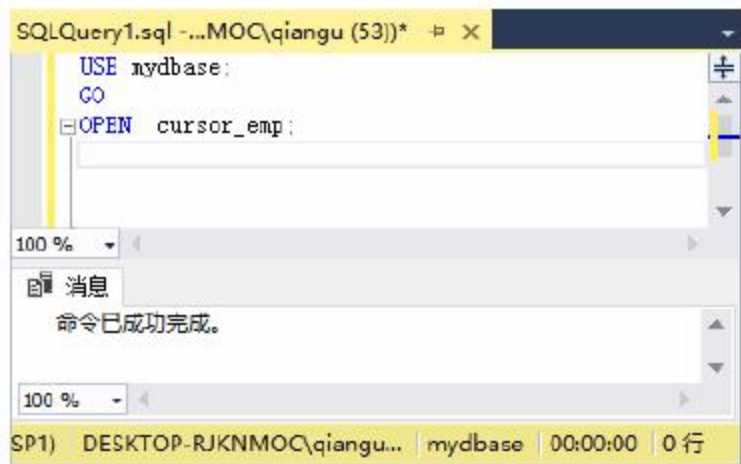 SQLQuery1.sql -...MOC\qiangu (53))*
USE mydbase;
GO
OPEN cursor_emp;
100 %
消息
命令已成功完成。
100 %
SP1) DESKTOP-RJKNMOC\qiangu... mydbase 00:00:00 0 行